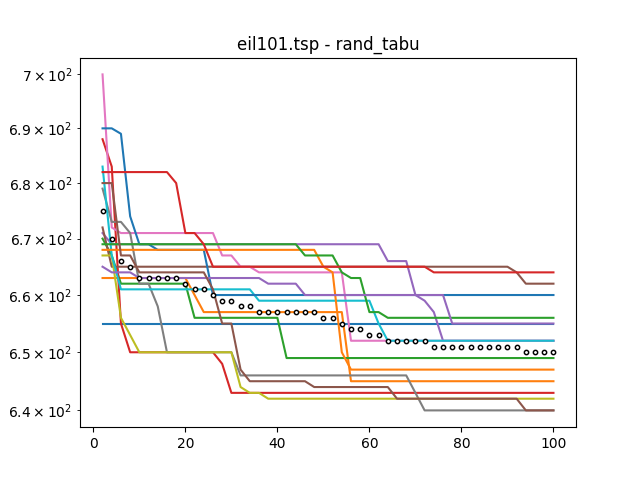 eil101.tsp - rand_tabu
7 × 10²
6.9 × 10²
6.8 × 10²
6.7 × 10²
6.6 × 10²
6.5 × 10²
6.4 × 10²
0 20 40 60 80 100